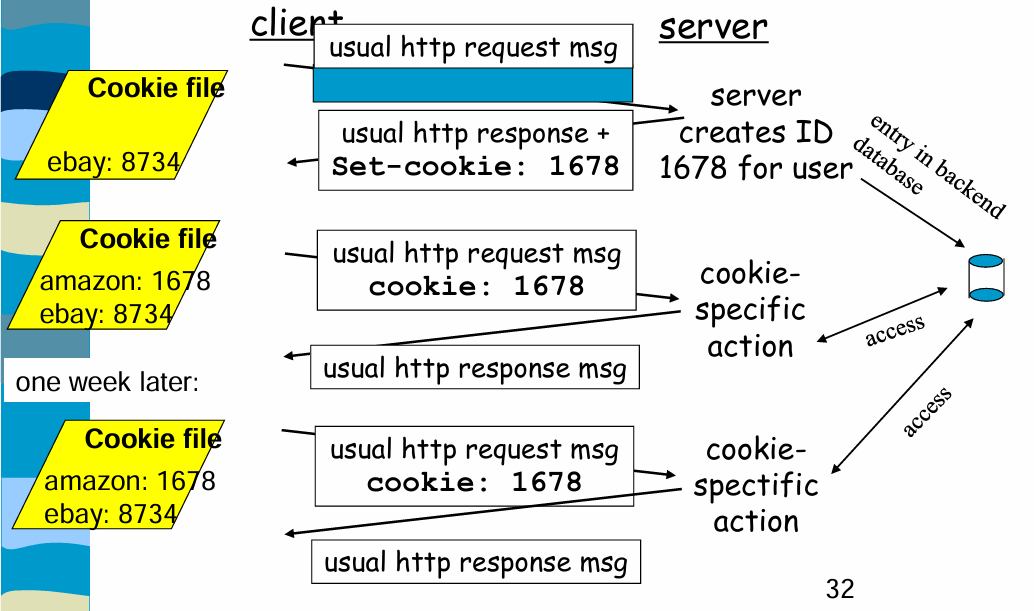 client
server
usual http request msg
Cookie file
ebay: 8734
usual http response +
Set-cookie: 1678
server
creates ID
1678 for user
entry in backend
database
Cookie file
amazon: 1678
ebay: 8734
usual http request msg
cookie: 1678
cookie-
specific
action
access
usual http response msg
one week later:
access
Cookie file
amazon: 1678
ebay: 8734
usual http request msg
cookie: 1678
cookie-
spectific
action
usual http response msg
32